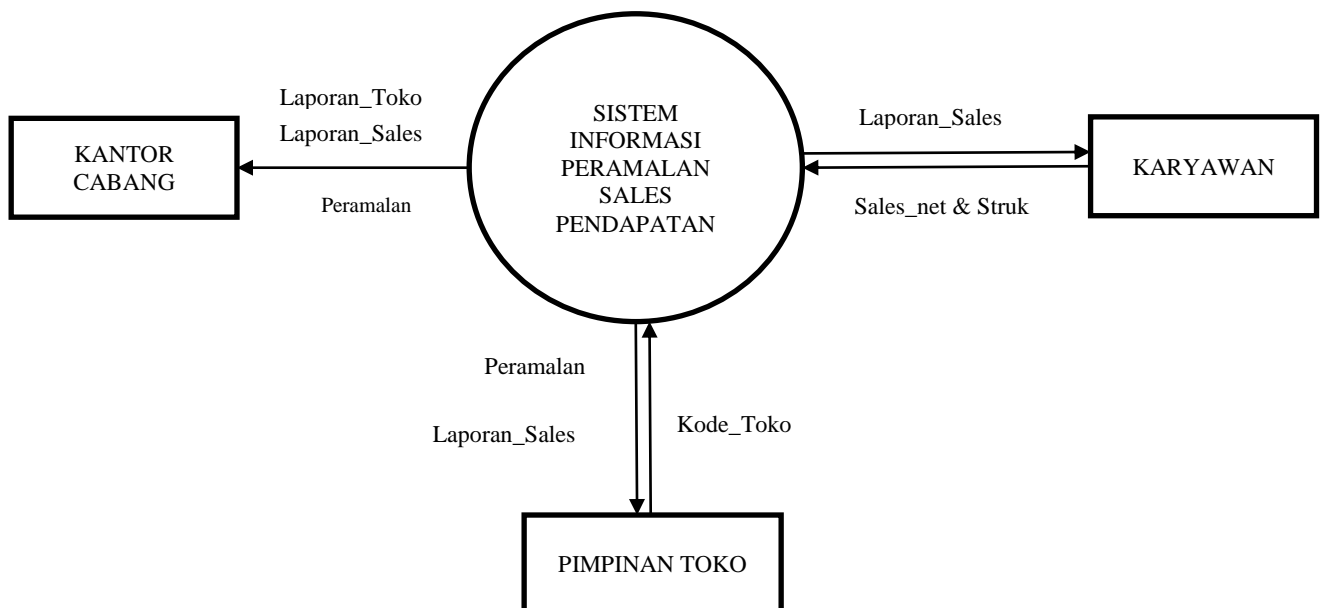 Laporan_Toko
Laporan_Sales
KANTOR
CABANG
Peramalan
SISTEM
INFORMASI
PERAMALAN
SALES
PENDAPATAN
Laporan_Sales
KARYAWAN
Sales_net & Struk
Peramalan
Laporan_Sales
Kode_Toko
PIMPINAN TOKO